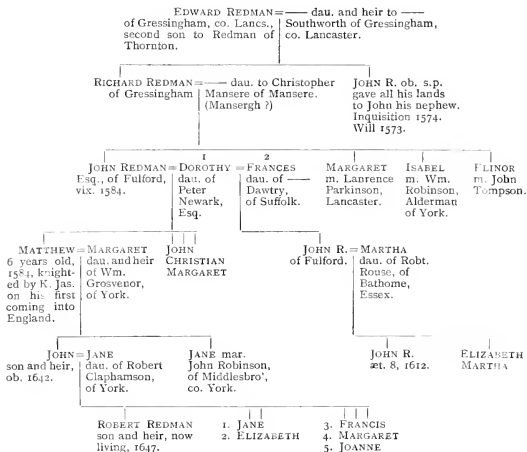 EDWARD REDMAN = —— dau. and heir to ——
of Gressingham, co. Lancs., Southworth of Gressingham,
second son to Redman of co. Lancaster.
Thornton.
RICHARD REDMAN = —— dau. to Christopher JOHN R. ob. s.p.
of Gressingham Mansere of Mansere. gave all his lands
(Mansergh ?) to John his nephew.
Inquisition 1574.
Will 1573.
1 2
JOHN REDMAN = DOROTHY = FRANCES MARGARET ISABEL ELINOR
Esq., of Fulford, dau. of dau. of —— m. Lanrence m. Wm. m. John
vix. 1584. Peter Dawtry, Parkinson, Robinson, Tompson.
Newark, of Suffolk. Lancaster. Alderman
Esq. of York.
MATTHEW = MARGARET JOHN JOHN R. = MARTHA
6 years old, dau. and heir CHRISTIAN of Fulford. dau. of Robt.
1584, knight- of Wm. MARGARET Rouse, of
ed by K. Jas. Grosvenor, Bathome,
on his first of York. Essex.
coming into
England.
JOHN = JANE JANE mar. JOHN R. ELIZABETH
son and heir, dau. of Robert John Robinson, æt. 8, 1612. MARTHA
ob. 1642. Claphamson, of Middlesbro',
of York. co. York.
ROBERT REDMAN 1. JANE 3. FRANCIS
son and heir, now 2. ELIZABETH 4. MARGARET
living, 1647. 5. JOANNE